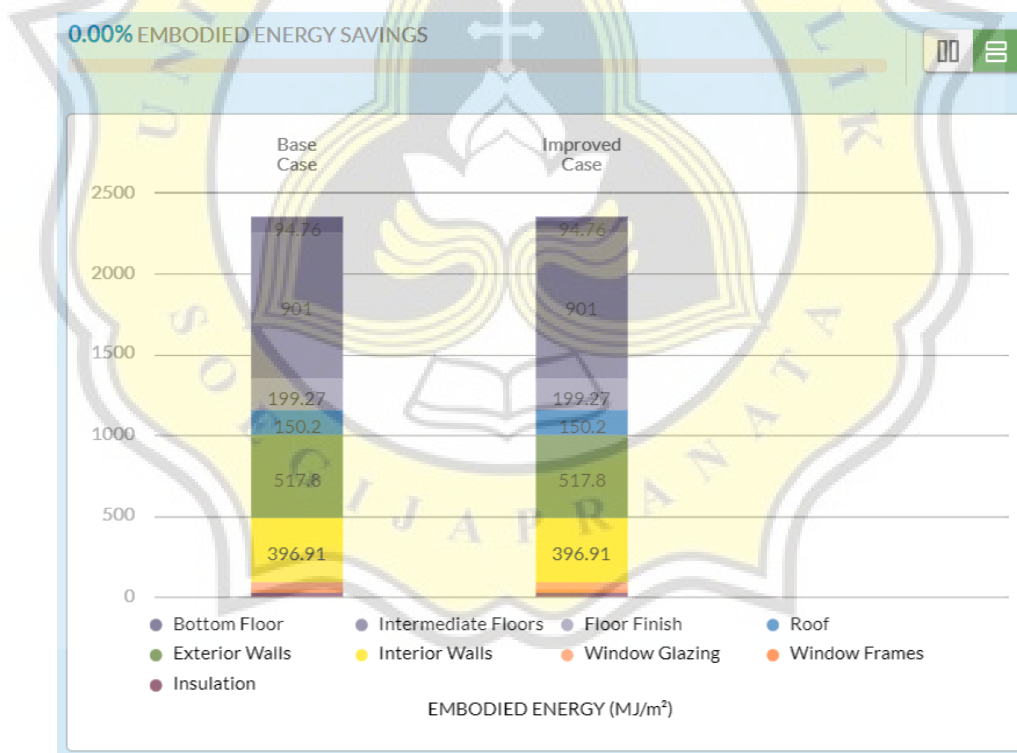 0.00% EMBODIED ENERGY SAVINGS
Base Case
Improved Case
2500
94.76 94.76
2000
901 901
1500
199.27 199.27
150.2 150.2
1000
517.8 517.8
500
396.91 396.91
0
Bottom Floor Intermediate Floors Floor Finish Roof
Exterior Walls Interior Walls Window Glazing Window Frames
Insulation
EMBODIED ENERGY (MJ/m²)
SOEGIJAPRANATA